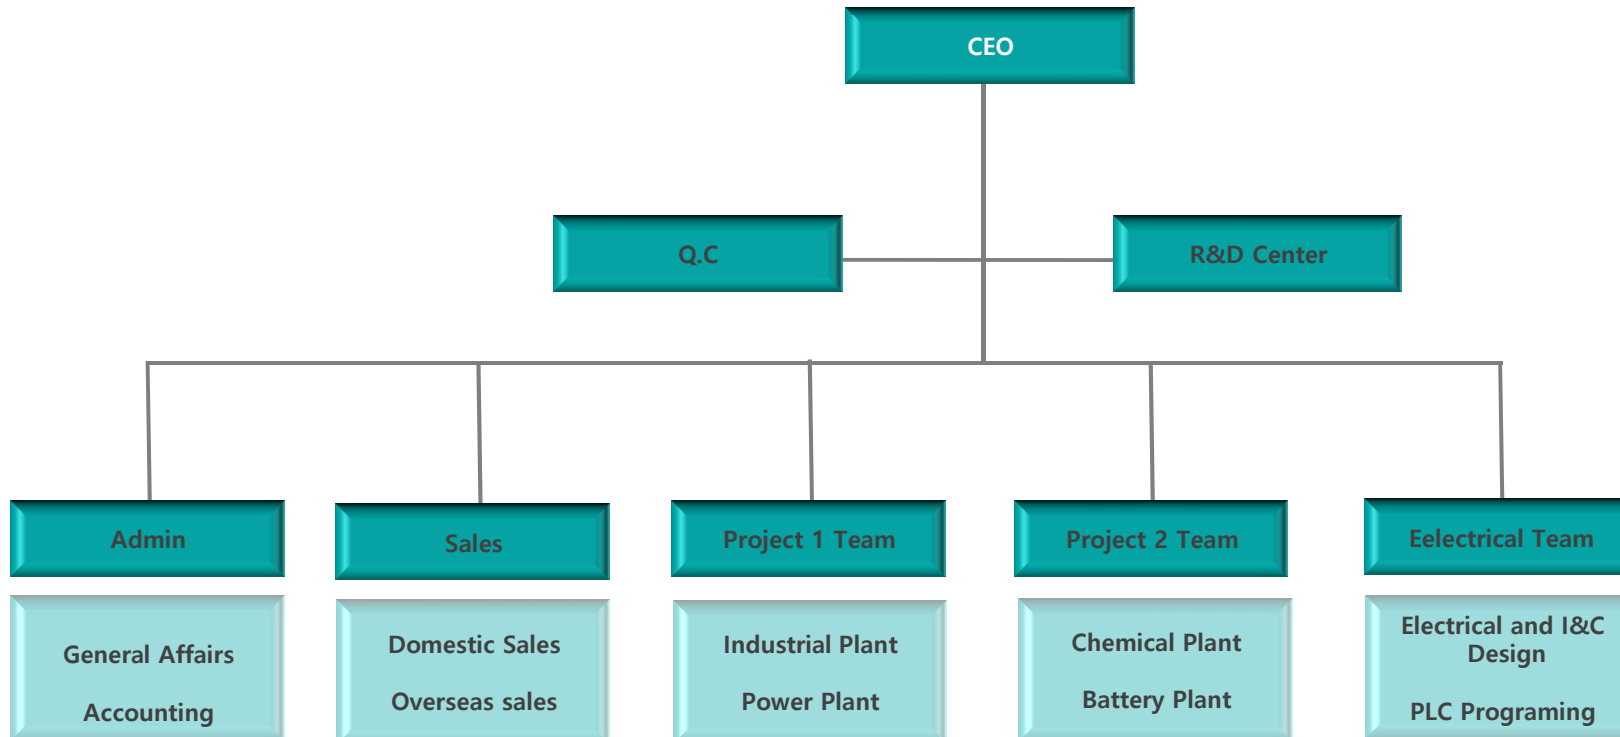 CEO
Q.C
R&D Center
Admin
Sales
Project 1 Team
Project 2 Team
Eelectrical Team
General Affairs
Accounting
Domestic Sales
Overseas sales
Industrial Plant
Power Plant
Chemical Plant
Battery Plant
Electrical and I&C
Design
PLC Programing